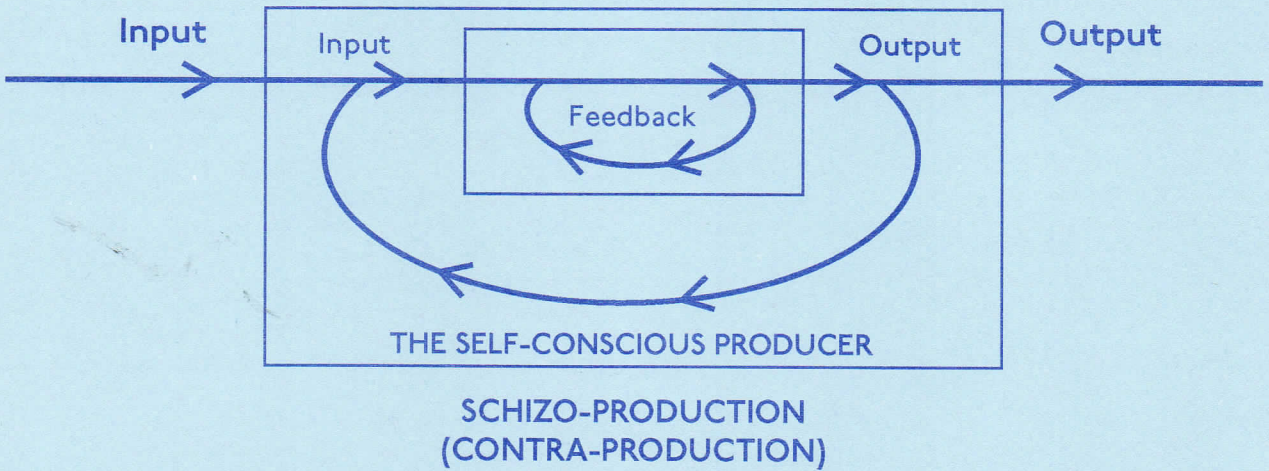 Input
Input
Output
Output
Feedback
THE SELF-CONSCIOUS PRODUCER
SCHIZO-PRODUCTION
(CONTRA-PRODUCTION)